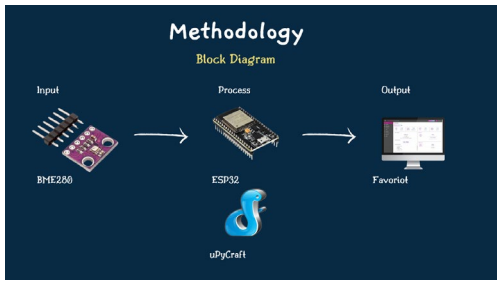 Methodology
Block Diagram
Input
Process
Output
BME280
ESP32
Favoriot
uPyCraft